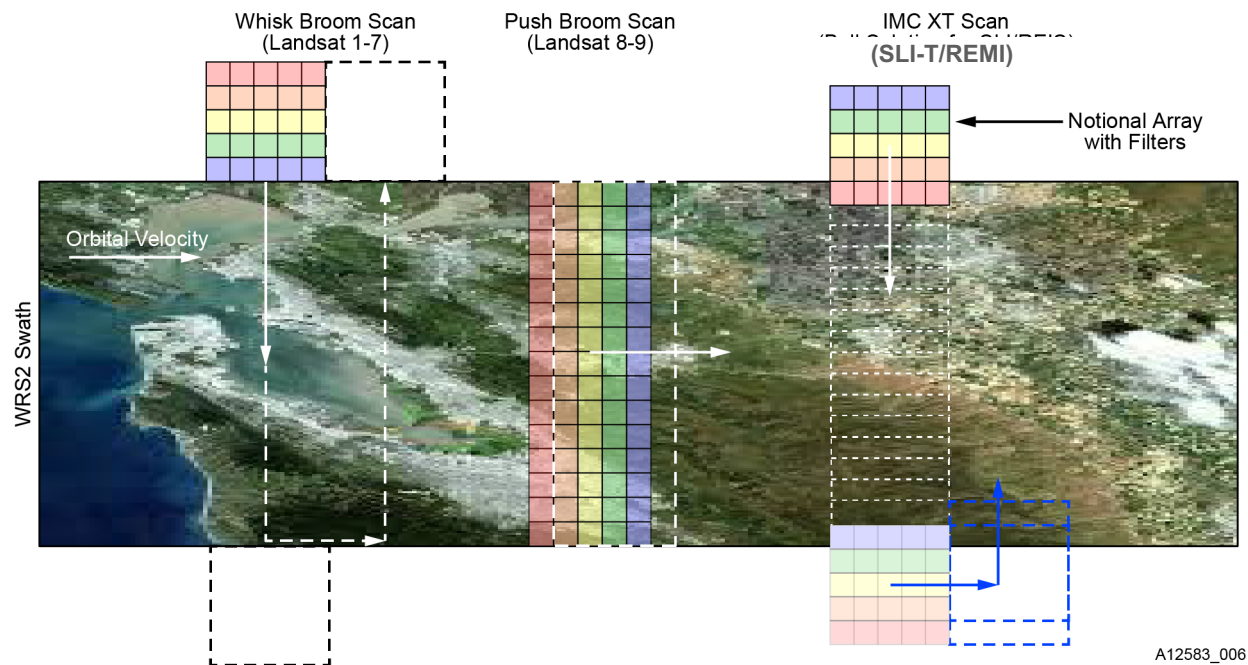 Whisk Broom Scan
(Landsat 1-7)
Push Broom Scan
(Landsat 8-9)
IMC XT Scan
(SLI-T/REMI)
Notional Array
with Filters
Orbital Velocity
WRS2 Swath
A12583_006